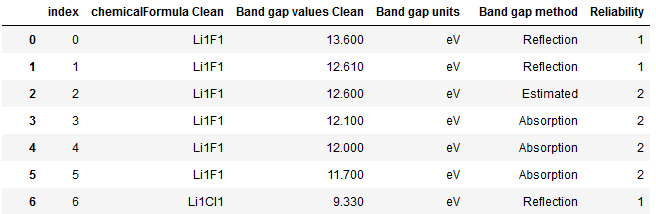 index chemicalFormula Clean Band gap values Clean Band gap units Band gap method Reliability
0 0 Li1F1 13.600 eV Reflection 1
1 1 Li1F1 12.610 eV Reflection 1
2 2 Li1F1 12.600 eV Estimated 2
3 3 Li1F1 12.100 eV Absorption 2
4 4 Li1F1 12.000 eV Absorption 2
5 5 Li1F1 11.700 eV Absorption 2
6 6 Li1Cl1 9.330 eV Reflection 1